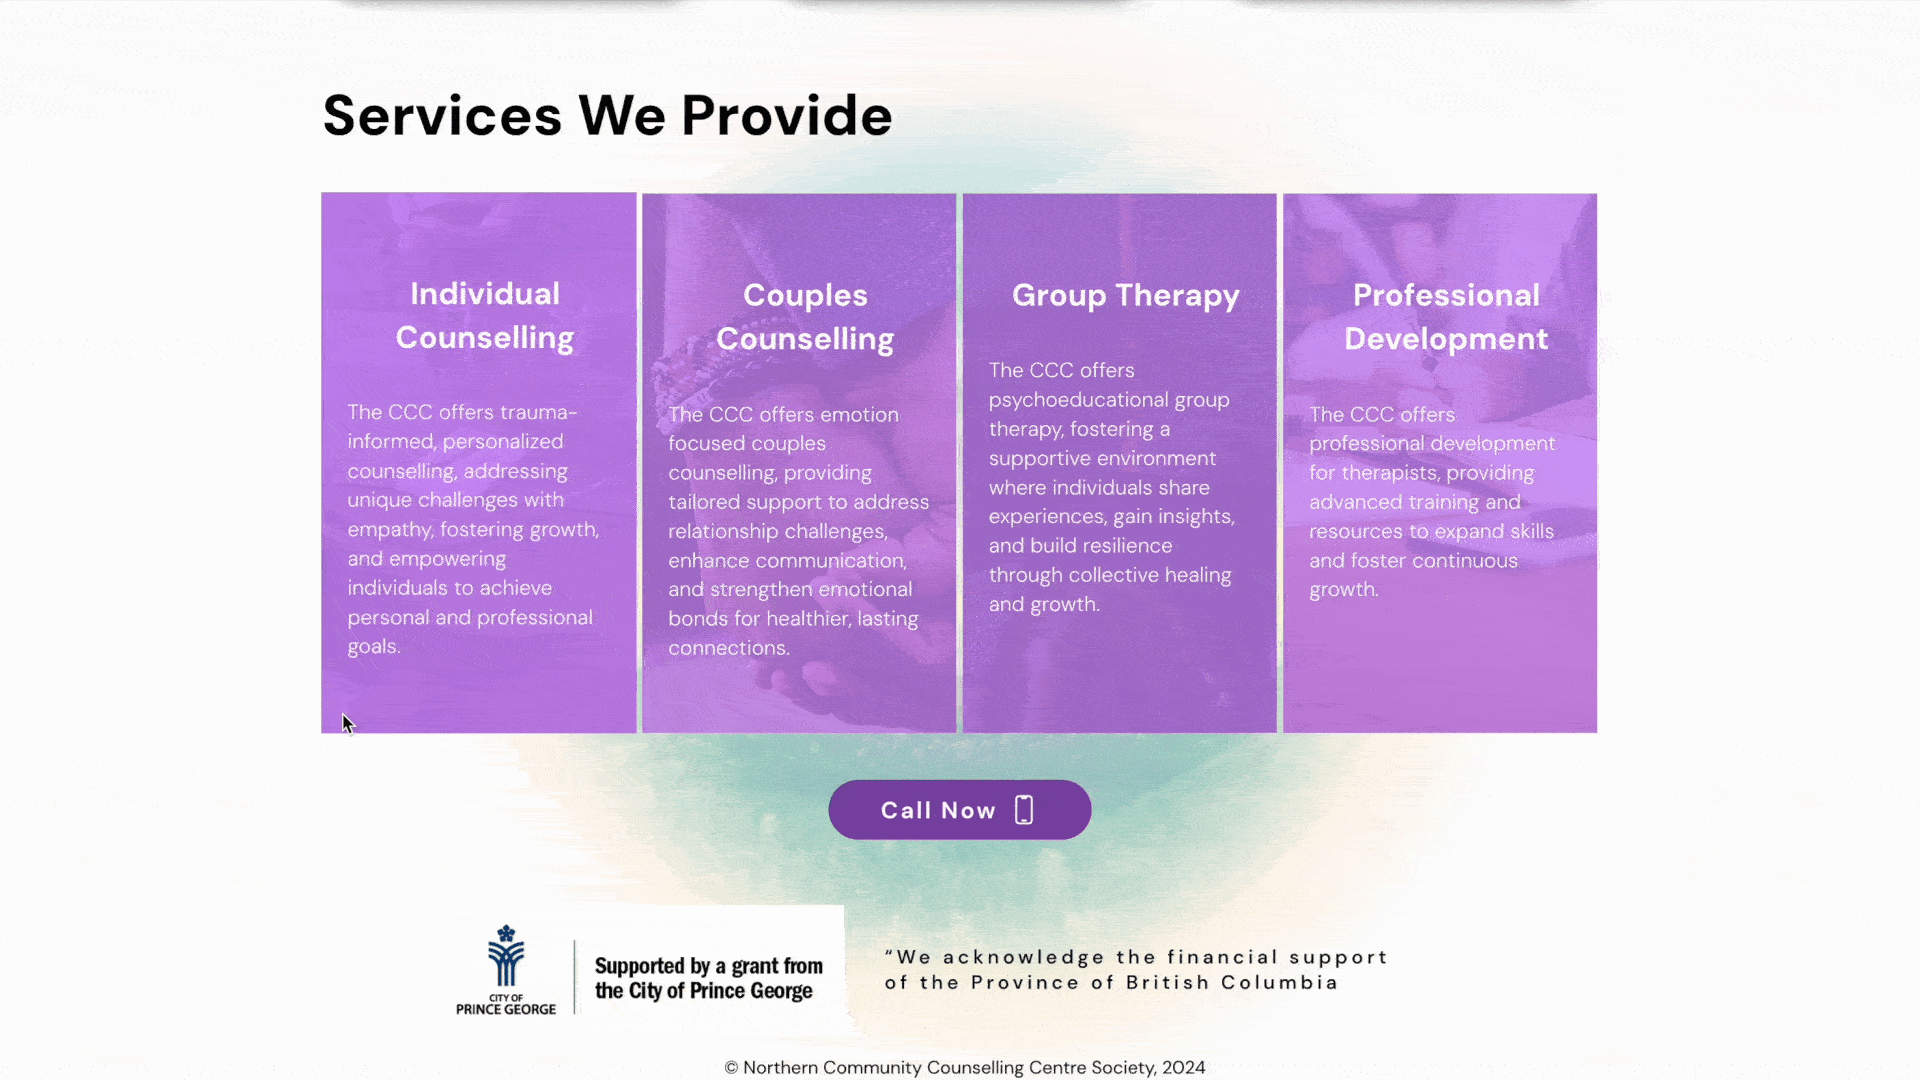 Services We Provide
Individual
Counselling
The CCC offers trauma-
informed, personalized
counselling, addressing
unique challenges with
empathy, fostering growth,
and empowering
individuals to achieve
personal and professional
goals.
Couples
Counselling
The CCC offers emotion
focused couples
counselling, providing
tailored support to address
relationship challenges,
enhance communication,
and strengthen emotional
bonds for healthier, lasting
connections.
Group Therapy
The CCC offers
psychoeducational group
therapy, fostering a
supportive environment
where individuals share
experiences, gain insights,
and build resilience
through collective healing
and growth.
Professional
Development
The CCC offers
professional development
for therapists, providing
advanced training and
resources to expand skills
and foster continuous
growth.
Call Now
CITY OF
PRINCE GEORGE
Supported by a grant from
the City of Prince George
“We acknowledge the financial support
of the Province of British Columbia
© Northern Community Counselling Centre Society, 2024